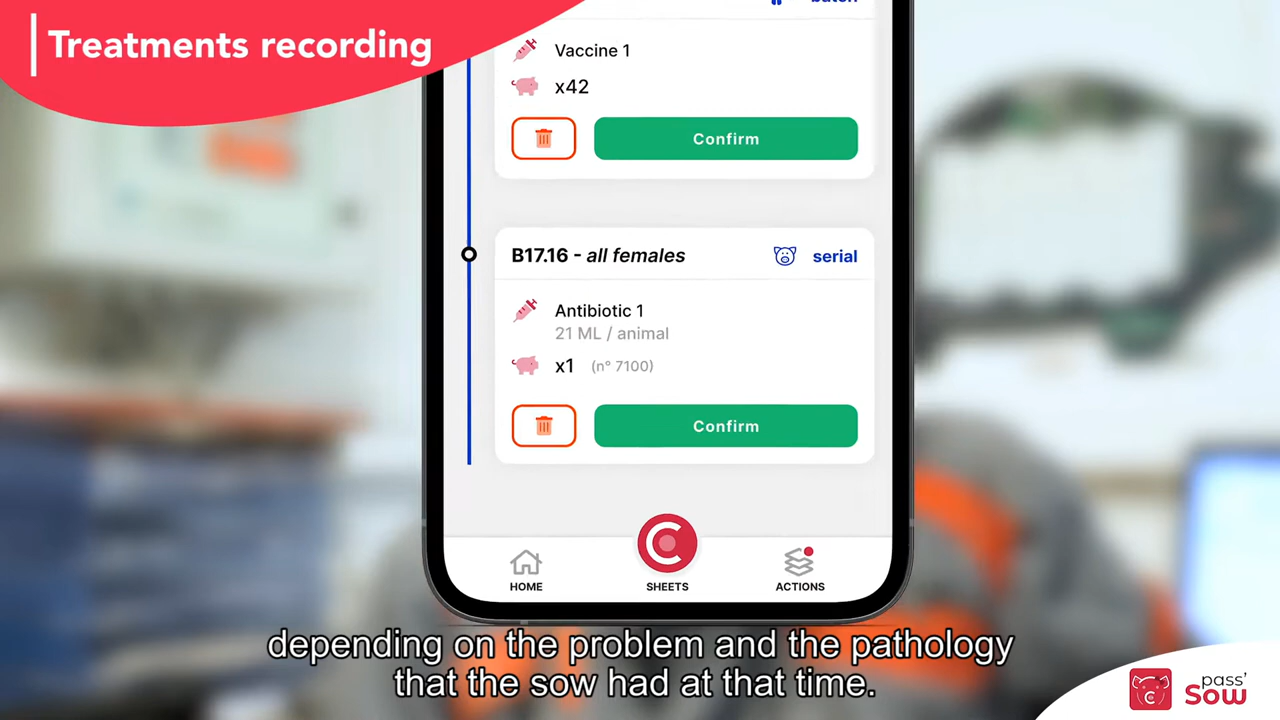 Treatments recording
batch
Vaccine 1
x42
Confirm
B17.16 - all females
serial
Antibiotic 1
21 ML / animal
x1 (n° 7100)
Confirm
HOME
SHEETS
ACTIONS
depending on the problem and the pathology
that the sow had at that time.
pass'
Sow